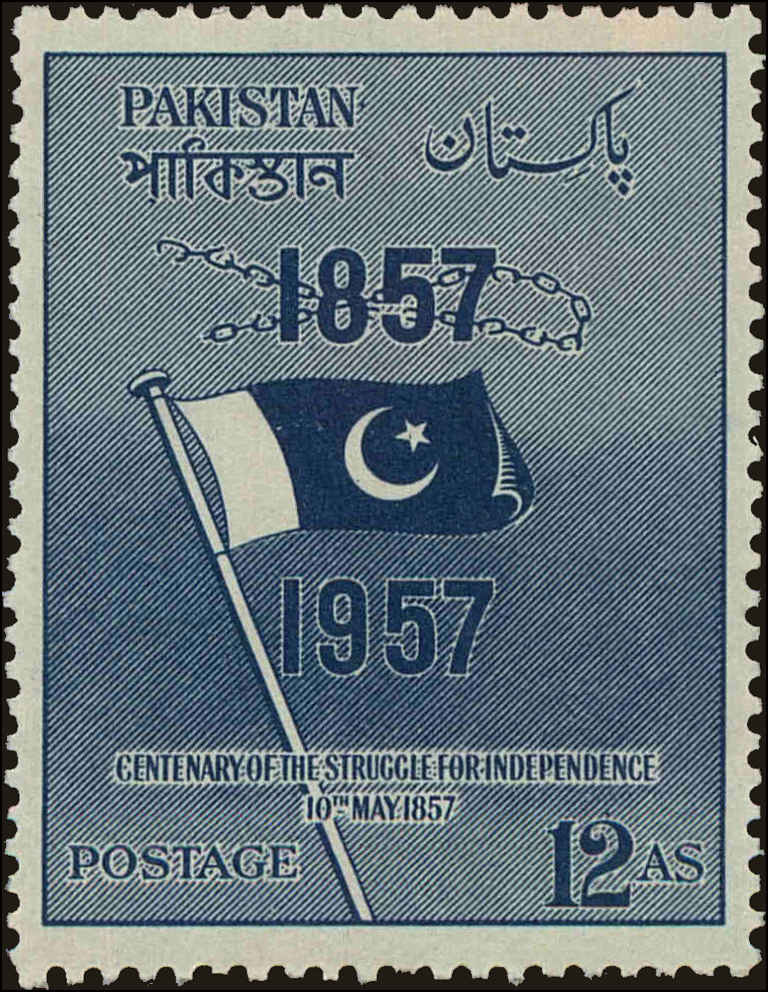 PAKISTAN
পাকিস্তান
پاکستان
1857
1957
CENTENARY OF THE STRUGGLE FOR INDEPENDENCE
10TH MAY.1857
POSTAGE
12 AS